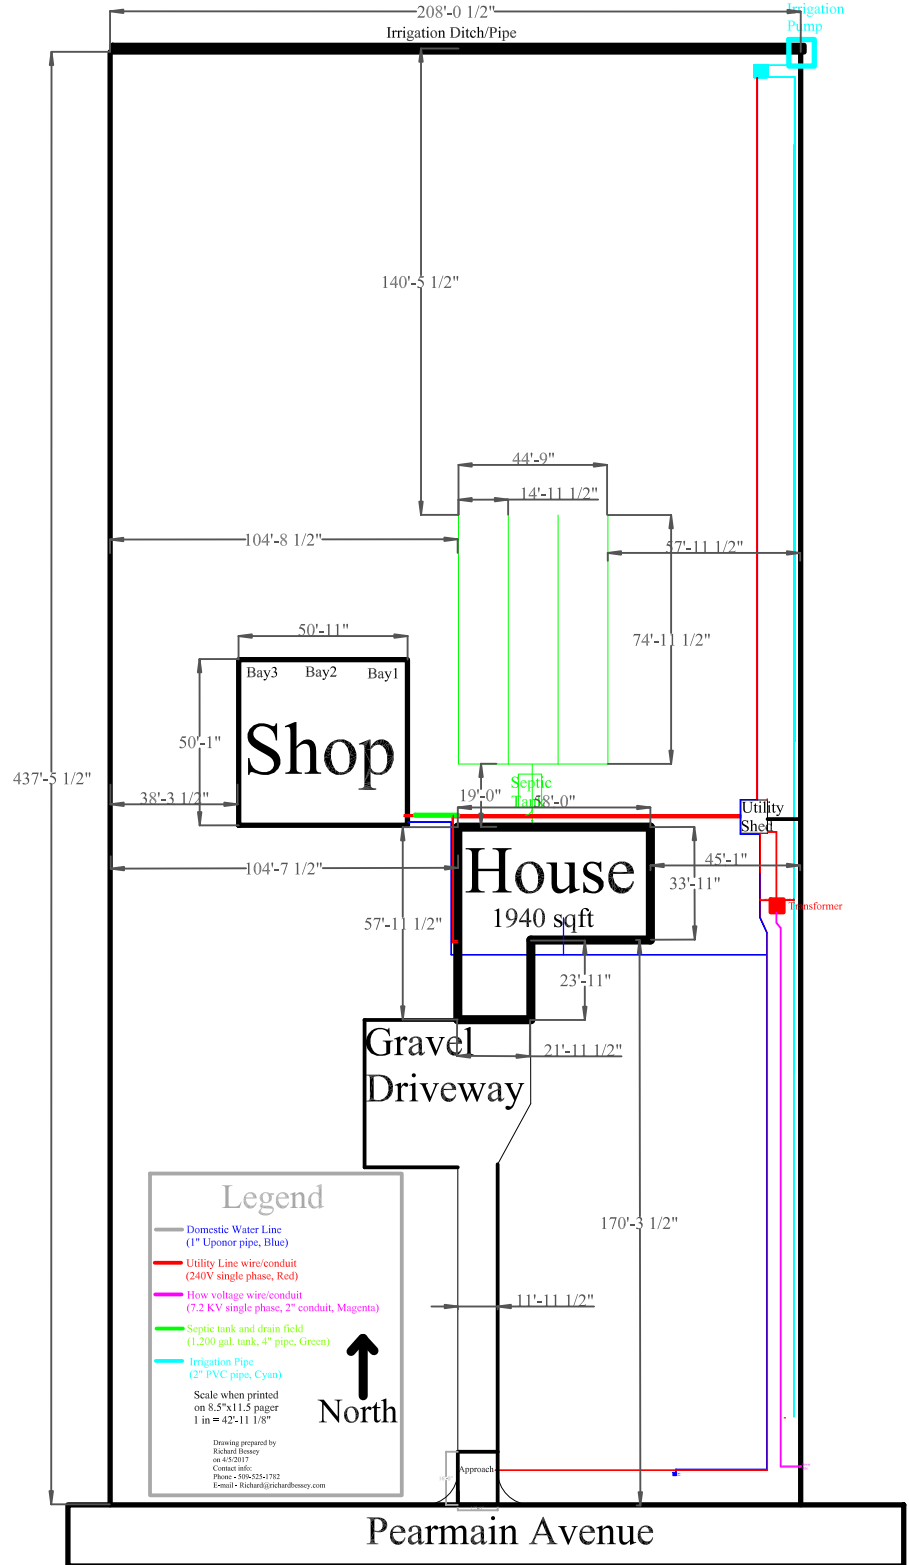 208'-0 1/2"
Irrigation
Pump
Irrigation Ditch/Pipe
140'-5 1/2"
44'-9"
14'-11 1/2"
104'-8 1/2"
57'-11 1/2"
50'-11"
74'-11 1/2"
Bay3
Bay2
Bay1
Shop
50'-1"
437'-5 1/2"
38'-3 1/2"
19'-0"
Septic
Tank
58'-0"
Utility
Shed
House
1940 sqft
104'-7 1/2"
45'-1"
33'-11"
57'-11 1/2"
Transformer
23'-11"
Gravel
Driveway
21'-11 1/2"
170'-3 1/2"
11'-11 1/2"
Legend
Domestic Water Line
(1" Uponor pipe, Blue)
Utility Line wire/conduit
(240V single phase, Red)
How voltage wire/conduit
(7.2 KV single phase, 2" conduit, Magenta)
Septic tank and drain field
(1,200 gal. tank, 4" pipe, Green)
Irrigation Pipe
(2" PVC pipe, Cyan)
Scale when printed
on 8.5"x11.5 pager
1 in = 42'-11 1/8"
North
Drawing prepared by
Richard Bessey
on 4/5/2017
Contact info:
Phone - 509-525-1782
E-mail - Richard@richardbessey.com
Approach
Pearmain Avenue